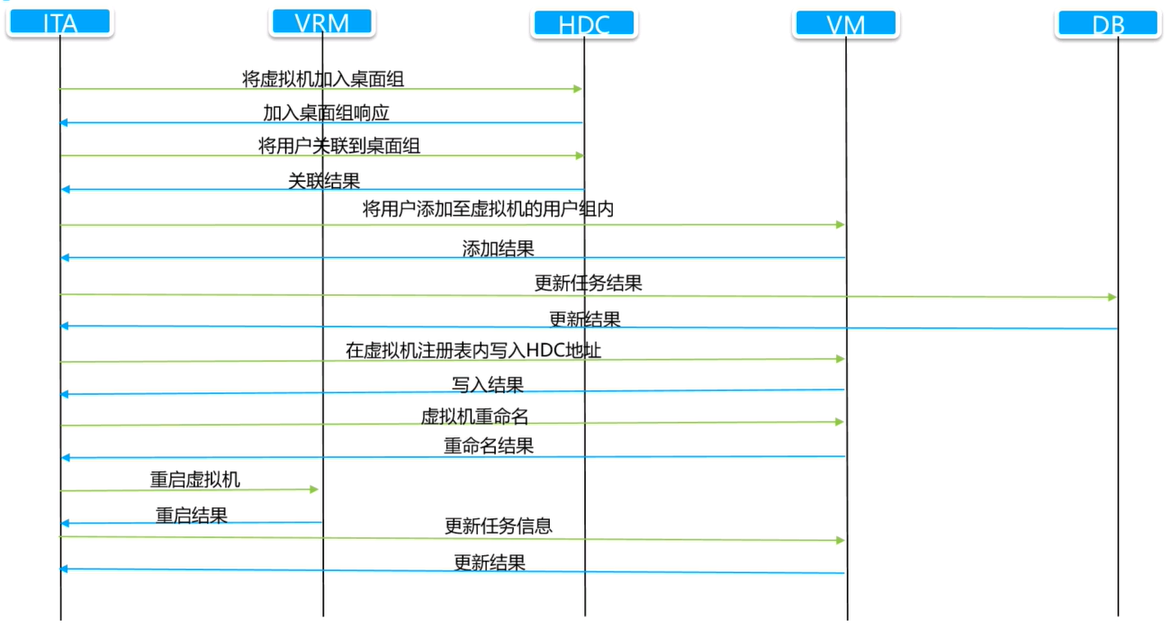 ITA
VRM
HDC
VM
DB
将虚拟机加入桌面组
加入桌面组响应
将用户关联到桌面组
关联结果
将用户添加至虚拟机的用户组内
添加结果
更新任务结果
更新结果
在虚拟机注册表内写入HDC地址
写入结果
虚拟机重命名
重命名结果
重启虚拟机
重启结果
更新任务信息
更新结果